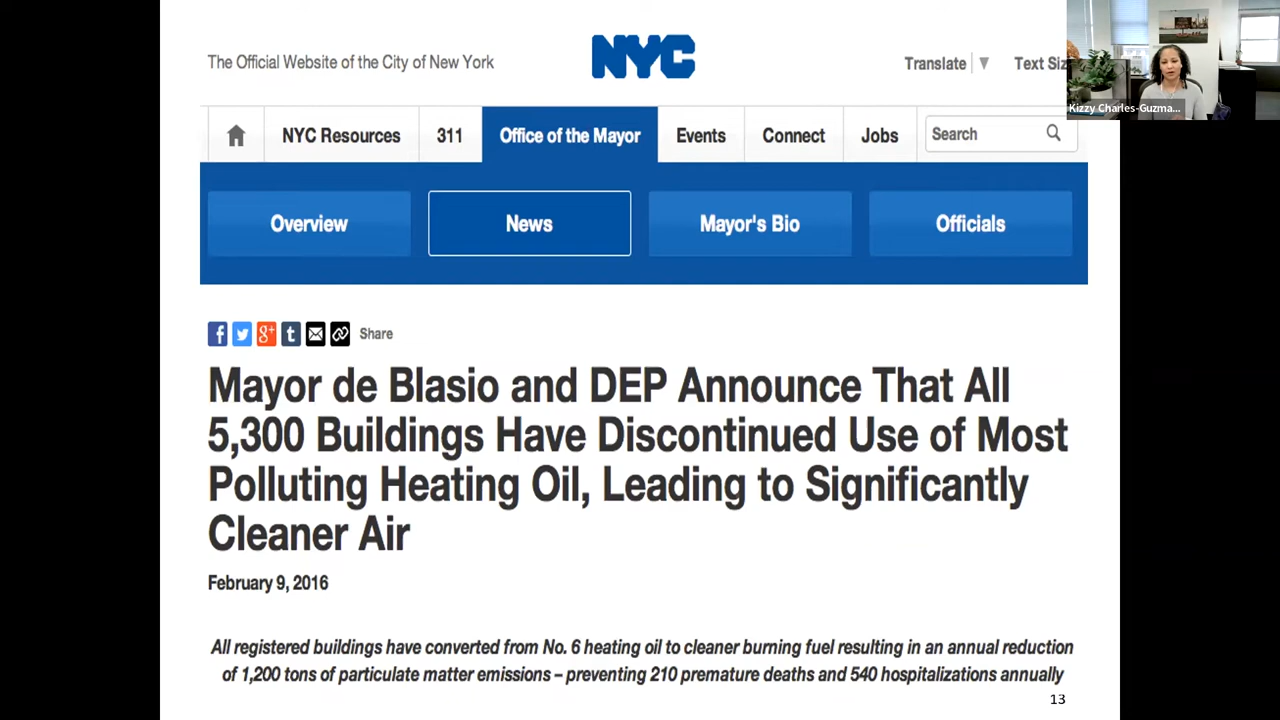 The Official Website of the City of New York
NYC
Translate ▼
Text Siz
Kizzy Charles-Guzma...
NYC Resources
311
Office of the Mayor
Events
Connect
Jobs
Search
Overview
News
Mayor's Bio
Officials
Share
Mayor de Blasio and DEP Announce That All
5,300 Buildings Have Discontinued Use of Most
Polluting Heating Oil, Leading to Significantly
Cleaner Air
February 9, 2016
All registered buildings have converted from No. 6 heating oil to cleaner burning fuel resulting in an annual reduction
of 1,200 tons of particulate matter emissions – preventing 210 premature deaths and 540 hospitalizations annually
13